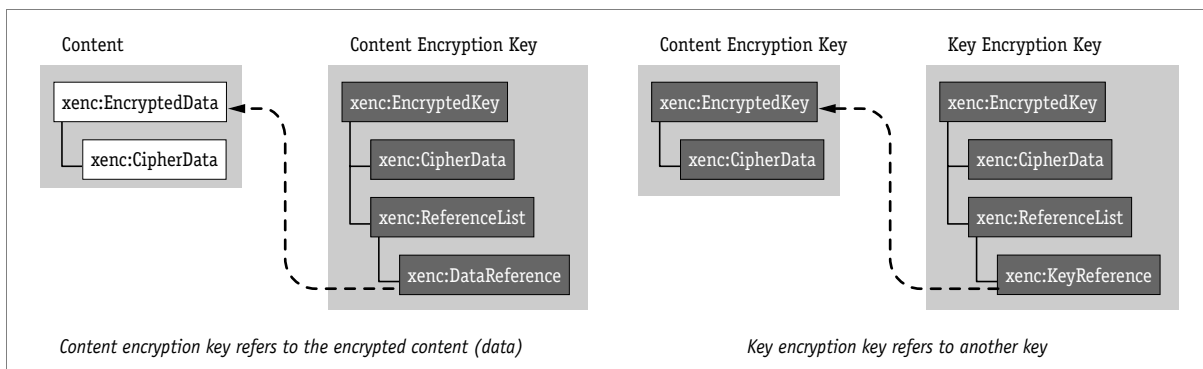 Content
Content Encryption Key
xenc:EncryptedData
xenc:CipherData
xenc:EncryptedKey
xenc:CipherData
xenc:ReferenceList
xenc:DataReference
Content encryption key refers to the encrypted content (data)
Content Encryption Key
Key Encryption Key
xenc:EncryptedKey
xenc:CipherData
xenc:EncryptedKey
xenc:CipherData
xenc:ReferenceList
xenc:KeyReference
Key encryption key refers to another key